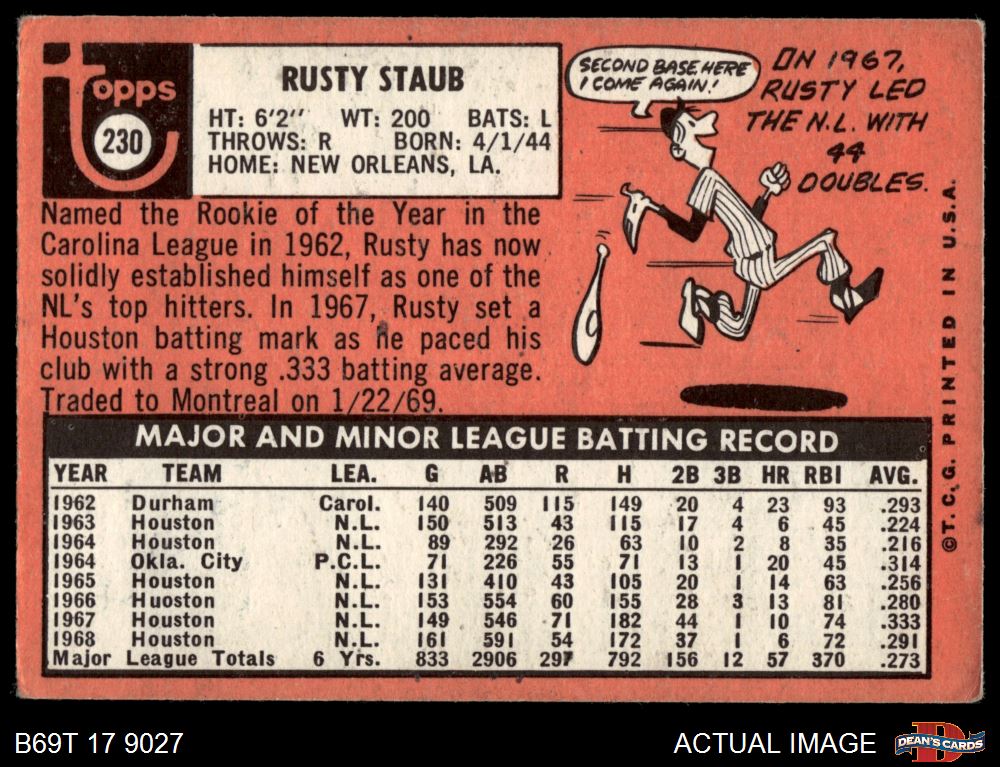 topps
230
RUSTY STAUB
HT: 6'2" WT: 200 BATS: L
THROWS: R BORN: 4/1/44
HOME: NEW ORLEANS, LA.
Named the Rookie of the Year in the
Carolina League in 1962, Rusty has now
solidly established himself as one of the
NL's top hitters. In 1967, Rusty set a
Houston batting mark as he paced his
club with a strong .333 batting average.
Traded to Montreal on 1/22/69.
SECOND BASE HERE
I COME AGAIN!
IN 1967,
RUSTY LED
THE N.L. WITH
44
DOUBLES.
MAJOR AND MINOR LEAGUE BATTING RECORD
YEAR TEAM LEA. G AB R H 2B 3B HR RBI AVG.
1962 Durham Carol. 140 509 115 149 20 4 23 93 .293
1963 Houston N.L. 150 513 43 115 17 4 6 45 .224
1964 Houston N.L. 89 292 26 63 10 2 8 35 .216
1964 Okla. City P.C.L. 71 226 55 71 13 1 20 45 .314
1965 Houston N.L. 131 410 43 105 20 1 14 63 .256
1966 Huoston N.L. 153 554 60 155 28 3 13 81 .280
1967 Houston N.L. 149 546 71 182 44 1 10 74 .333
1968 Houston N.L. 161 591 54 172 37 1 6 72 .291
Major League Totals 6 Yrs. 833 2906 297 792 156 12 57 370 .273
©T.C.G. PRINTED IN U.S.A.
B69T 17 9027
ACTUAL IMAGE
D
DEAN'S CARDS